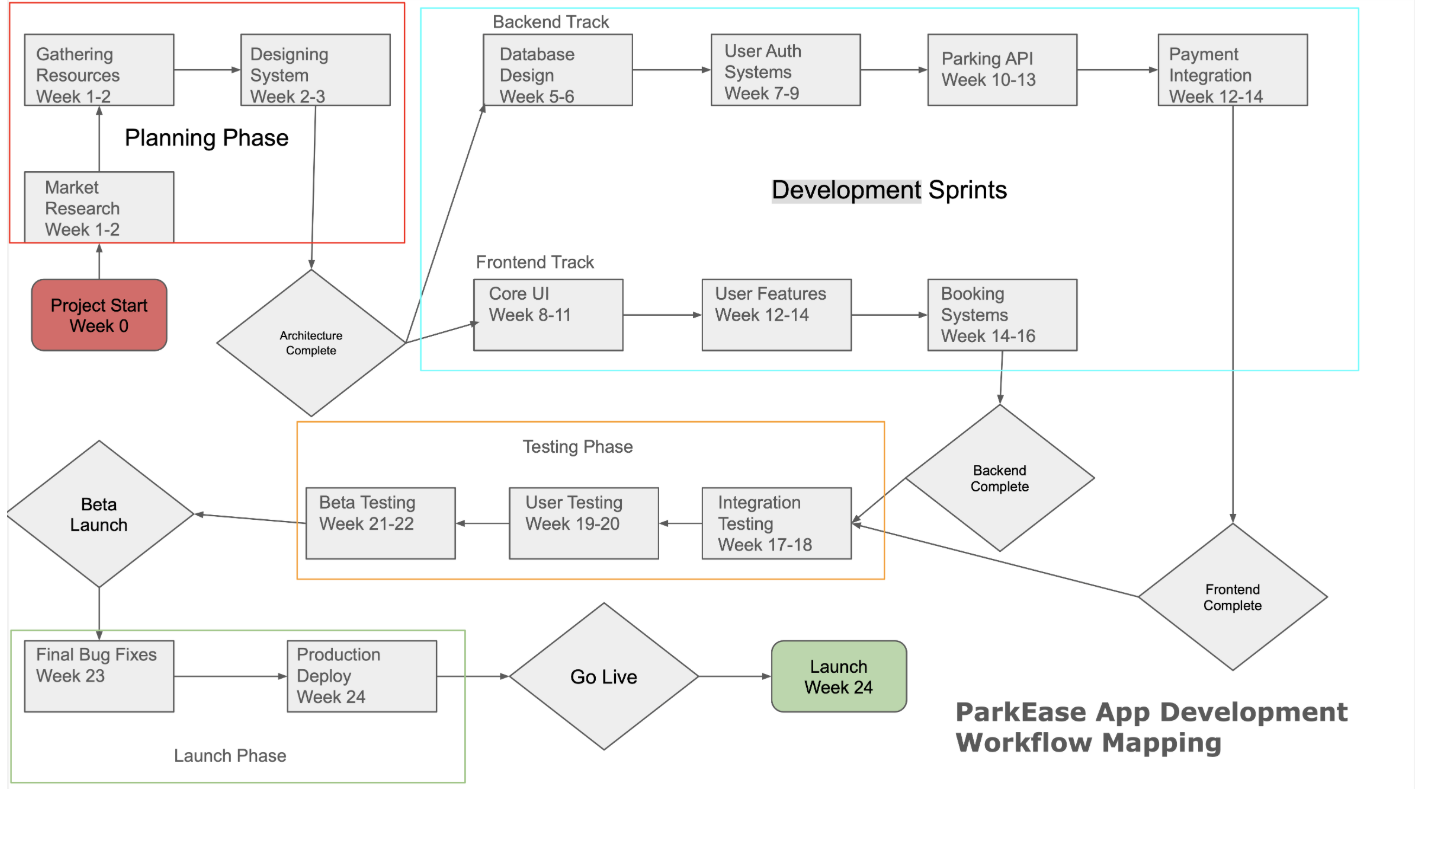 Gathering
Resources
Week 1-2
Designing
System
Week 2-3
Planning Phase
Market
Research
Week 1-2
Project Start
Week 0
Architecture
Complete
Backend Track
Database
Design
Week 5-6
User Auth
Systems
Week 7-9
Parking API
Week 10-13
Payment
Integration
Week 12-14
Development Sprints
Frontend Track
Core UI
Week 8-11
User Features
Week 12-14
Booking
Systems
Week 14-16
Backend
Complete
Frontend
Complete
Testing Phase
Integration
Testing
Week 17-18
User Testing
Week 19-20
Beta Testing
Week 21-22
Beta
Launch
Final Bug Fixes
Week 23
Production
Deploy
Week 24
Launch Phase
Go Live
Launch
Week 24
ParkEase App Development
Workflow Mapping